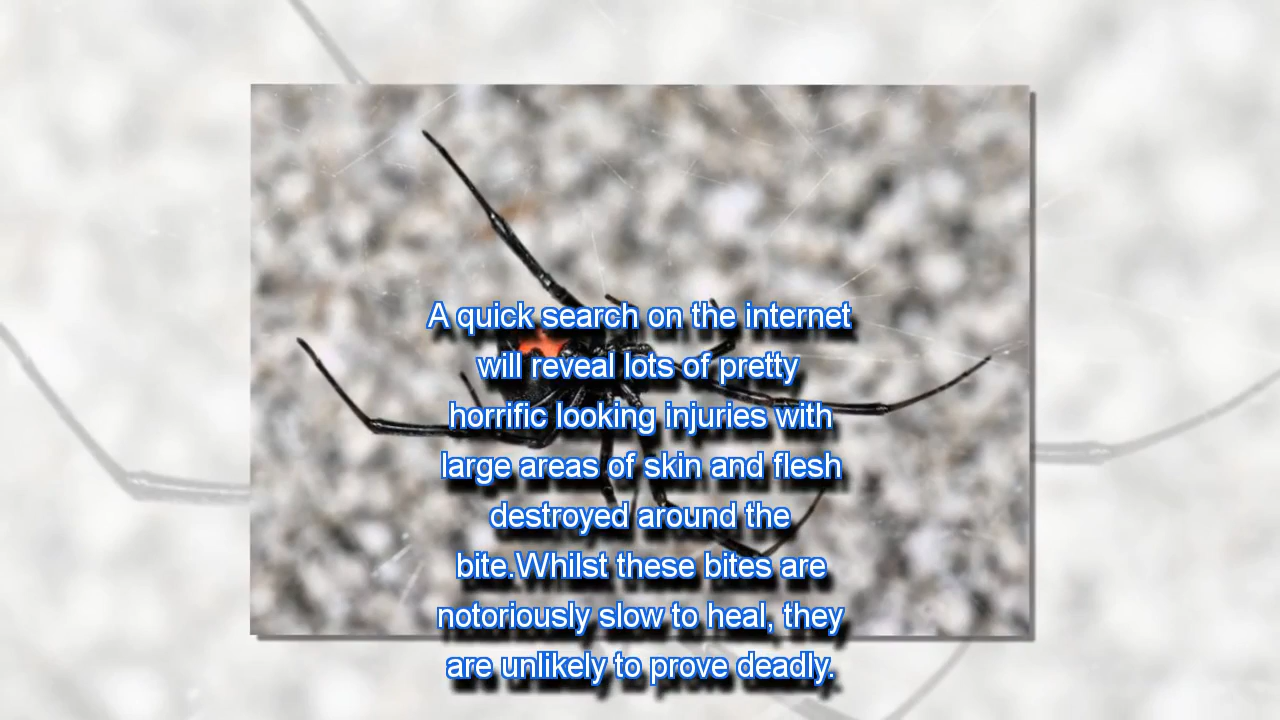 A quick search on the internet
will reveal lots of pretty
horrific looking injuries with
large areas of skin and flesh
destroyed around the
bite.Whilst these bites are
notoriously slow to heal, they
are unlikely to prove deadly.